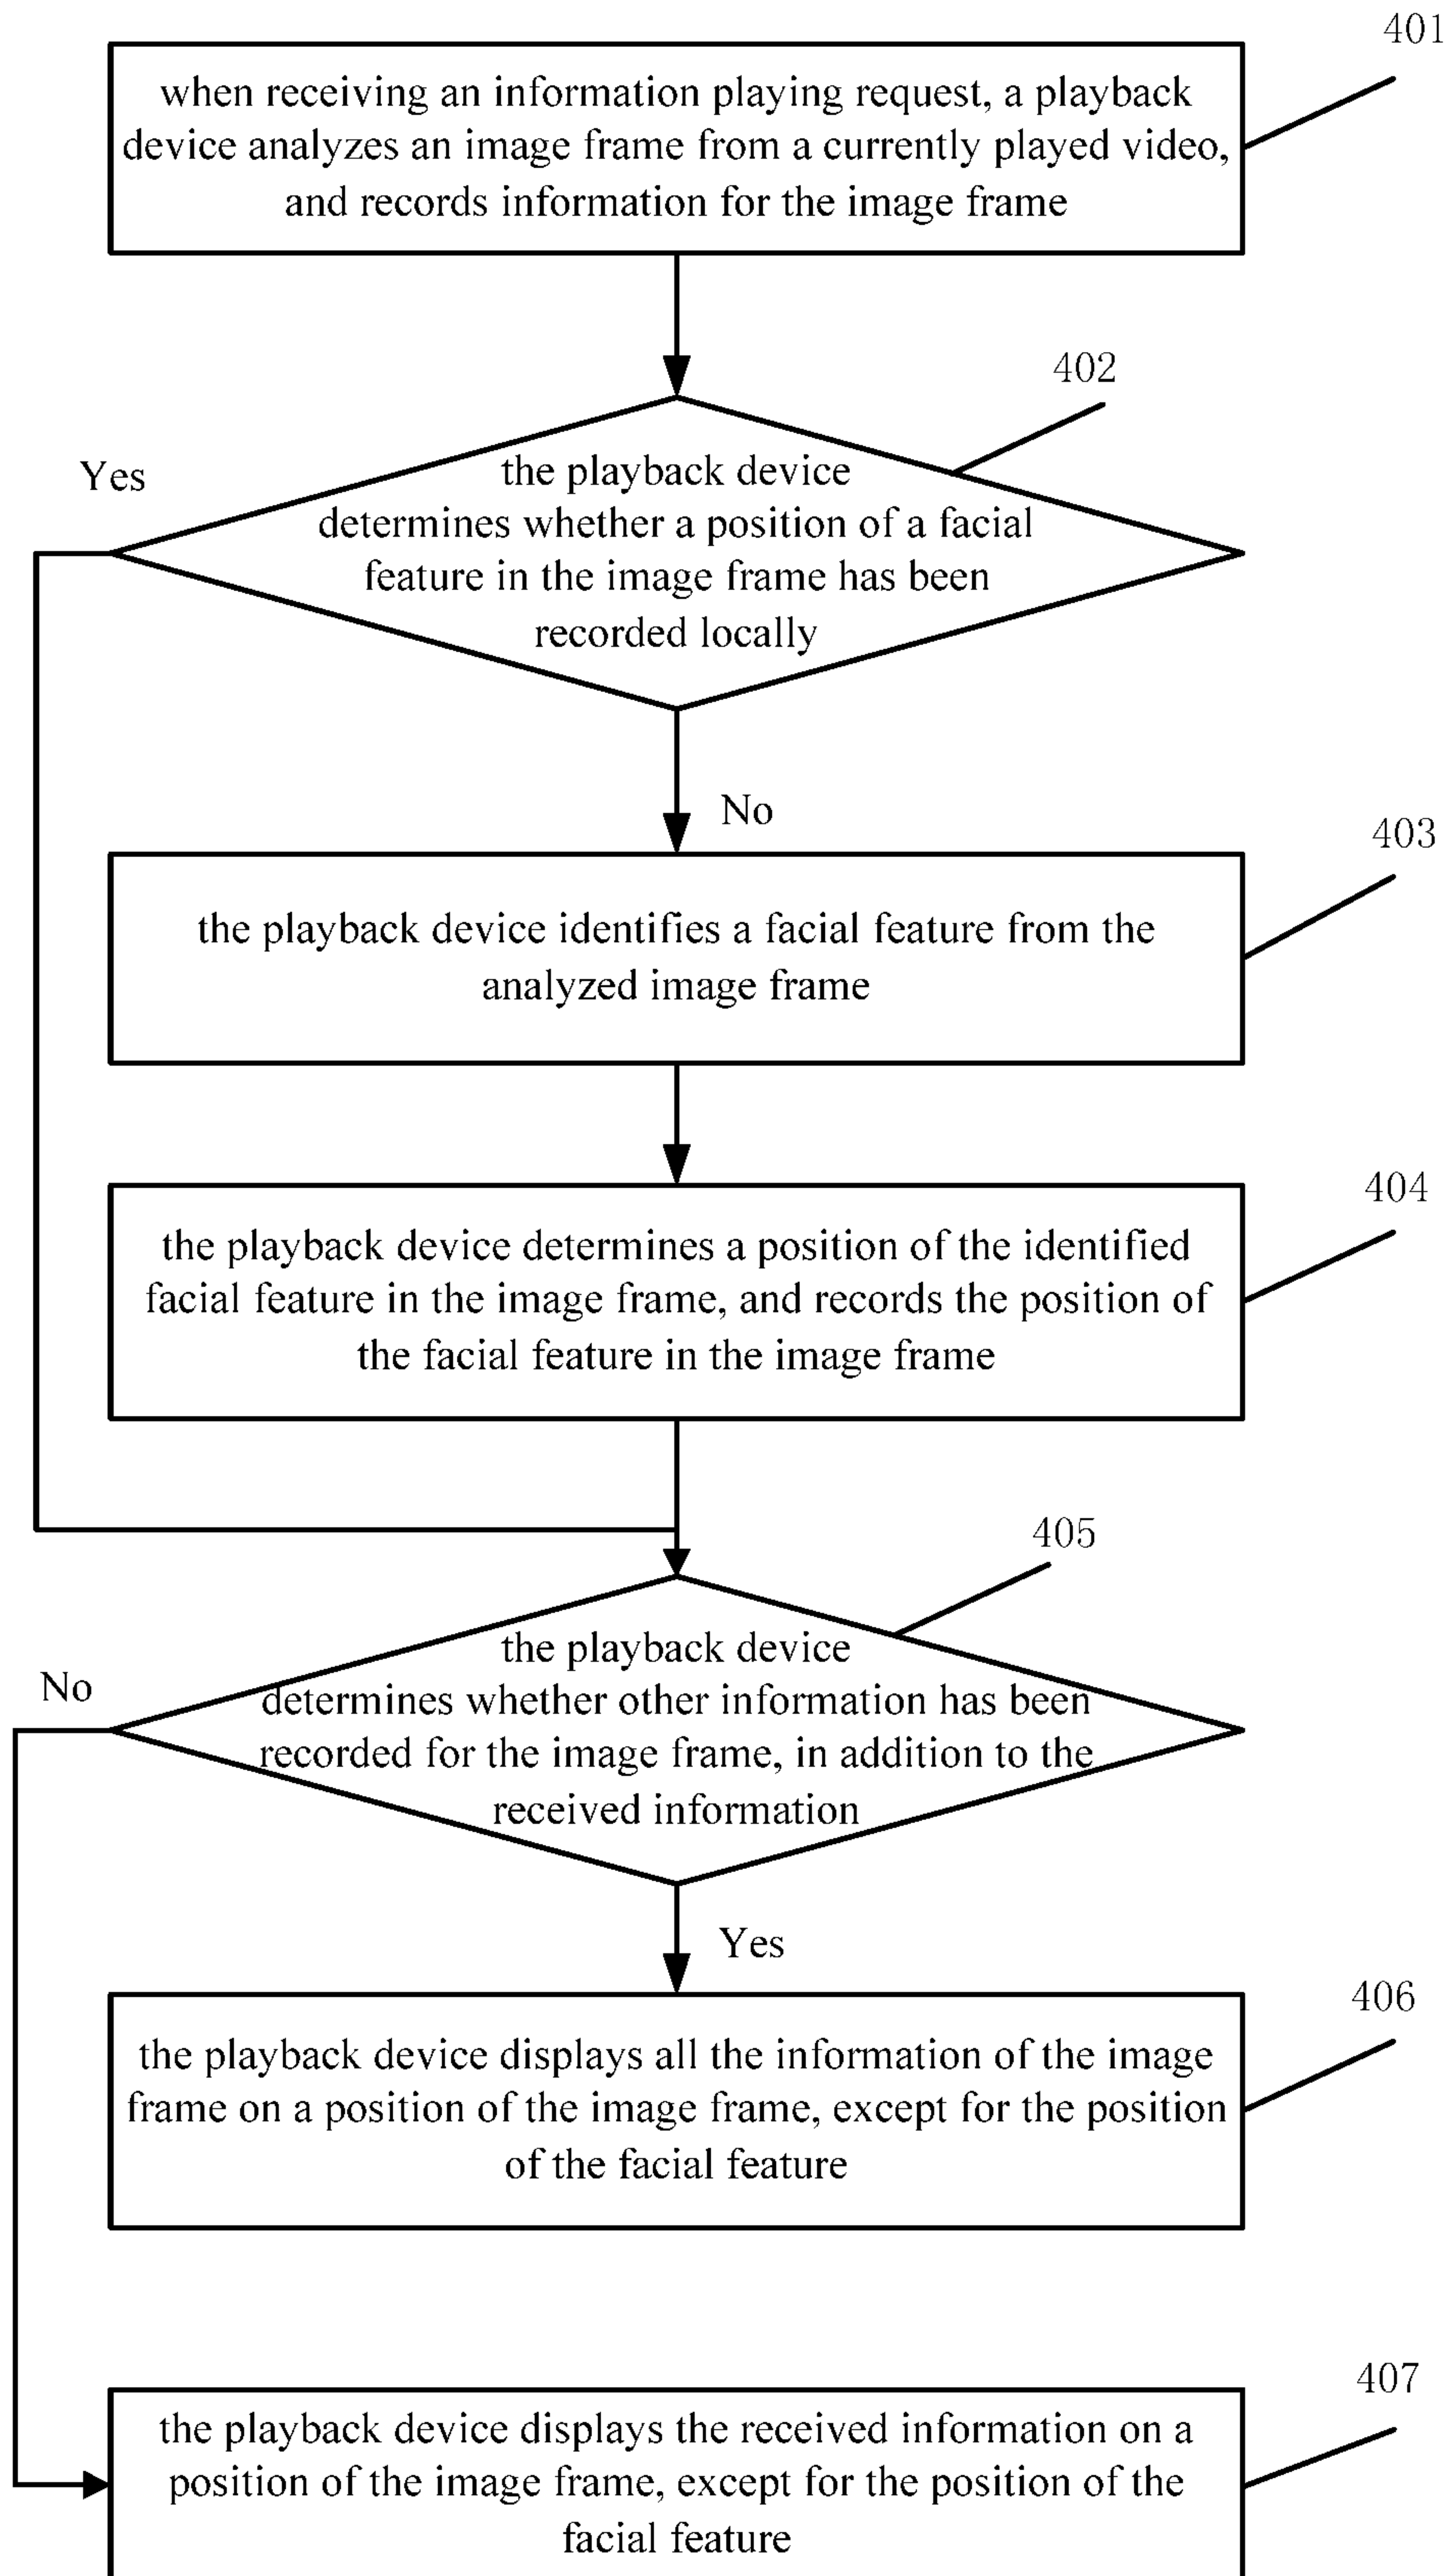 401
when receiving an information playing request, a playback
device analyzes an image frame from a currently played video,
and records information for the image frame
402
Yes
the playback device
determines whether a position of a facial
feature in the image frame has been
recorded locally
No
403
the playback device identifies a facial feature from the
analyzed image frame
404
the playback device determines a position of the identified
facial feature in the image frame, and records the position of
the facial feature in the image frame
405
No
the playback device
determines whether other information has been
recorded for the image frame, in addition to the
received information
Yes
406
the playback device displays all the information of the image
frame on a position of the image frame, except for the position
of the facial feature
407
the playback device displays the received information on a
position of the image frame, except for the position of the
facial feature